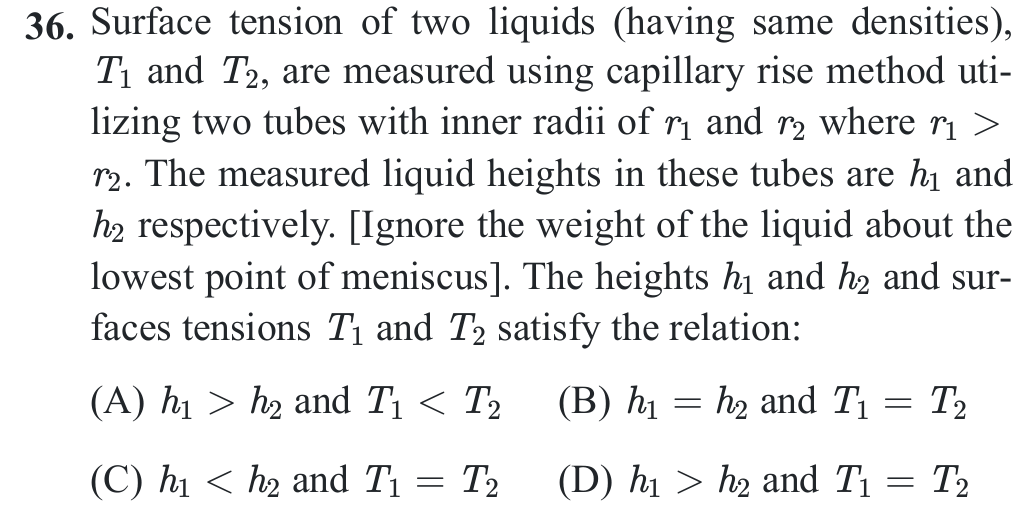 36. Surface tension of two liquids (having same densities),
T₁ and T₂, are measured using capillary rise method uti-
lizing two tubes with inner radii of r₁ and r₂ where r₁ >
r₂. The measured liquid heights in these tubes are h₁ and
h₂ respectively. [Ignore the weight of the liquid about the
lowest point of meniscus]. The heights h₁ and h₂ and sur-
faces tensions T₁ and T₂ satisfy the relation:
(A) h₁ > h₂ and T₁ < T₂ (B) h₁ = h₂ and T₁ = T₂
(C) h₁ < h₂ and T₁ = T₂ (D) h₁ > h₂ and T₁ = T₂